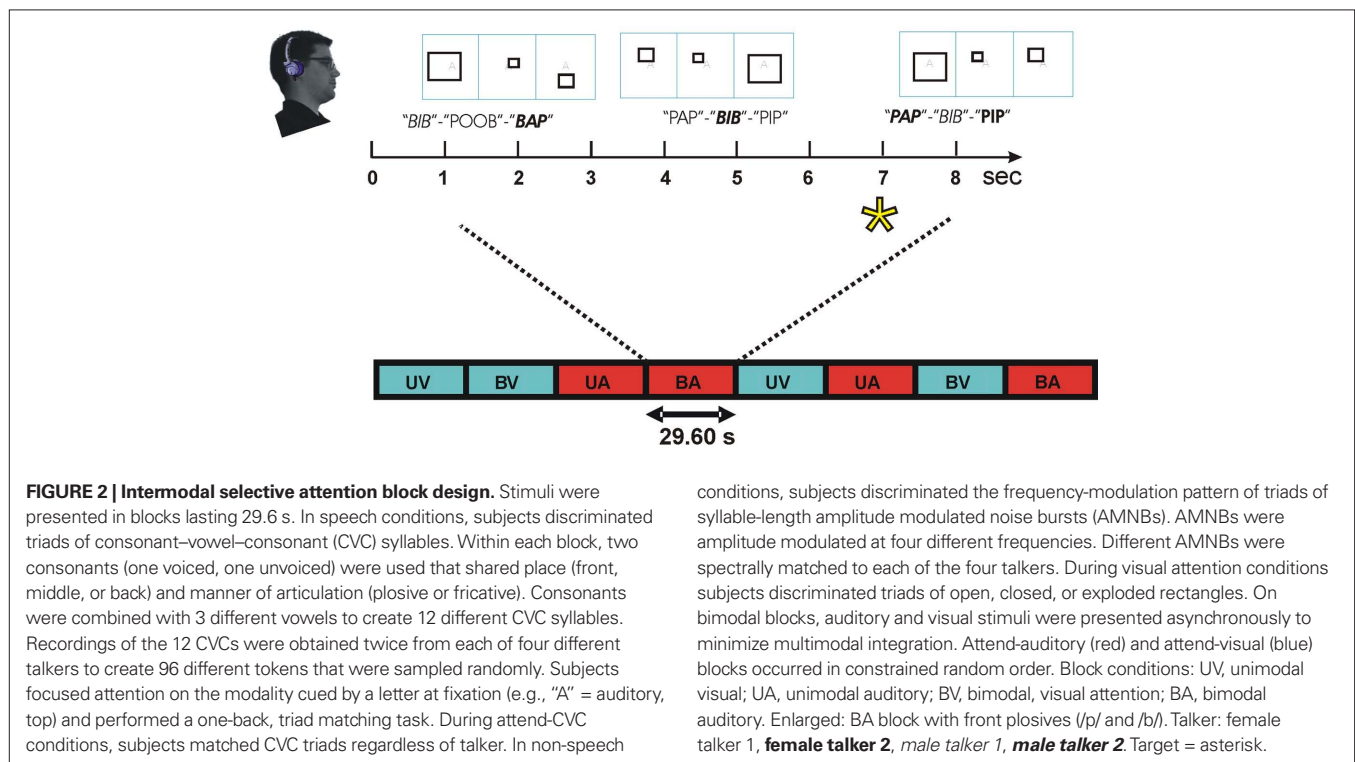 A A
A A A
A A A
"BIB"-"POOB"-"BAP" "PAP"-"BIB"-"PIP" "PAP"-"BIB"-"PIP"
0 1 2 3 4 5 6 7 8 sec
UV BV UA BA UV UA BV BA
29.60 s
FIGURE 2 | Intermodal selective attention block design. Stimuli were
presented in blocks lasting 29.6 s. In speech conditions, subjects discriminated
triads of consonant–vowel–consonant (CVC) syllables. Within each block, two
consonants (one voiced, one unvoiced) were used that shared place (front,
middle, or back) and manner of articulation (plosive or fricative). Consonants
were combined with 3 different vowels to create 12 different CVC syllables.
Recordings of the 12 CVCs were obtained twice from each of four different
talkers to create 96 different tokens that were sampled randomly. Subjects
focused attention on the modality cued by a letter at fixation (e.g., "A" = auditory,
top) and performed a one-back, triad matching task. During attend-CVC
conditions, subjects matched CVC triads regardless of talker. In non-speech
conditions, subjects discriminated the frequency-modulation pattern of triads of
syllable-length amplitude modulated noise bursts (AMNBs). AMNBs were
amplitude modulated at four different frequencies. Different AMNBs were
spectrally matched to each of the four talkers. During visual attention conditions
subjects discriminated triads of open, closed, or exploded rectangles. On
bimodal blocks, auditory and visual stimuli were presented asynchronously to
minimize multimodal integration. Attend-auditory (red) and attend-visual (blue)
blocks occurred in constrained random order. Block conditions: UV, unimodal
visual; UA, unimodal auditory; BV, bimodal, visual attention; BA, bimodal
auditory. Enlarged: BA block with front plosives (/p/ and /b/). Talker: female
talker 1, female talker 2, male talker 1, male talker 2. Target = asterisk.